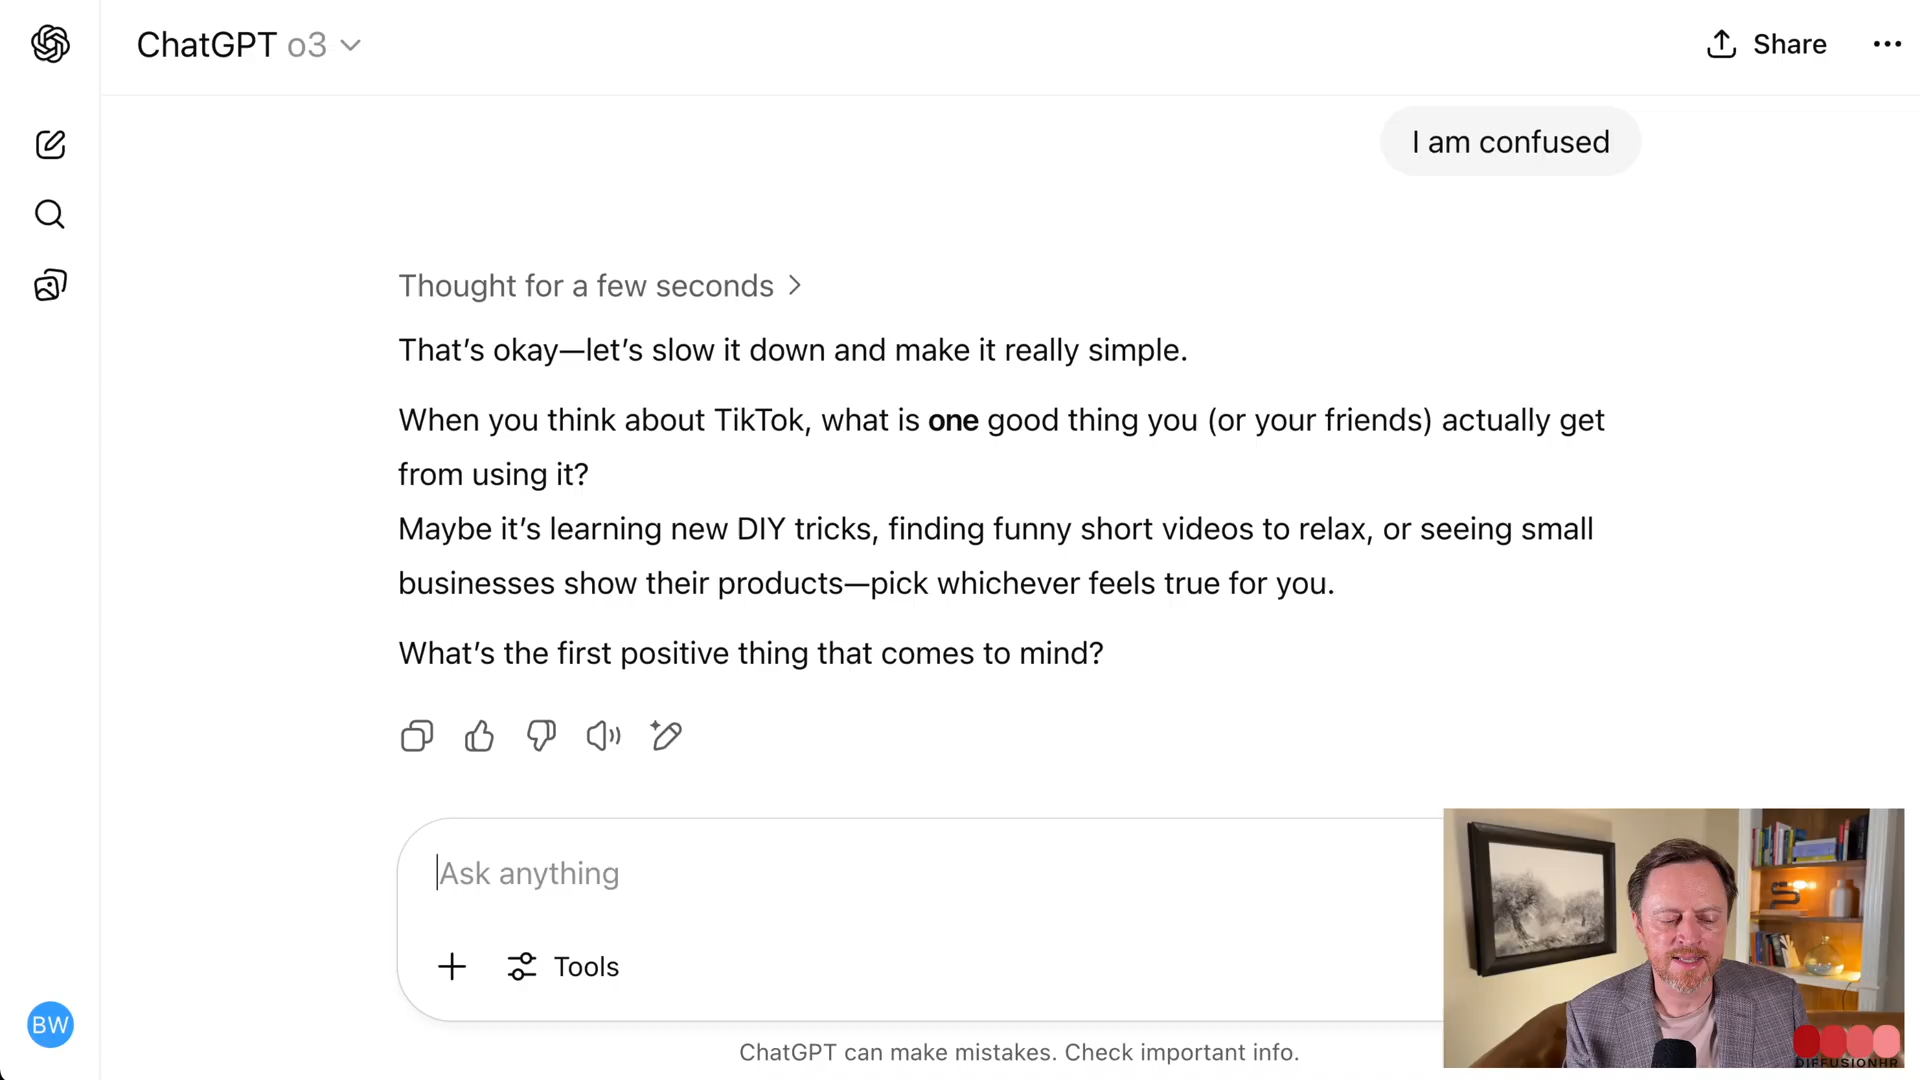 ChatGPT o3
Share
I am confused
Thought for a few seconds
That’s okay—let’s slow it down and make it really simple.
When you think about TikTok, what is one good thing you (or your friends) actually get
from using it?
Maybe it’s learning new DIY tricks, finding funny short videos to relax, or seeing small
businesses show their products—pick whichever feels true for you.
What’s the first positive thing that comes to mind?
Ask anything
Tools
BW
ChatGPT can make mistakes. Check important info.
DIFFUSIONHR